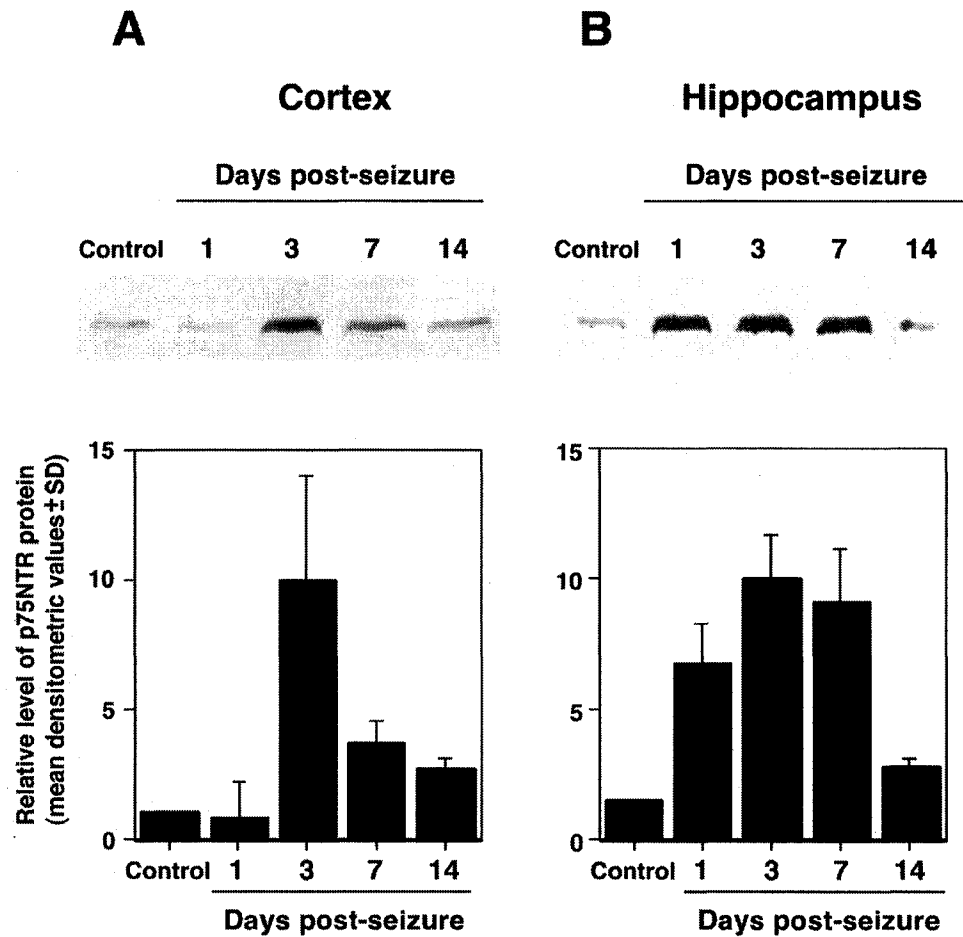 A
Cortex
Days post-seizure
Control 1 3 7 14
B
Hippocampus
Days post-seizure
Control 1 3 7 14
Relative level of p75NTR protein
(mean densitometric values ± SD)
15
10
5
0
Control 1 3 7 14
Days post-seizure
15
10
5
0
Control 1 3 7 14
Days post-seizure